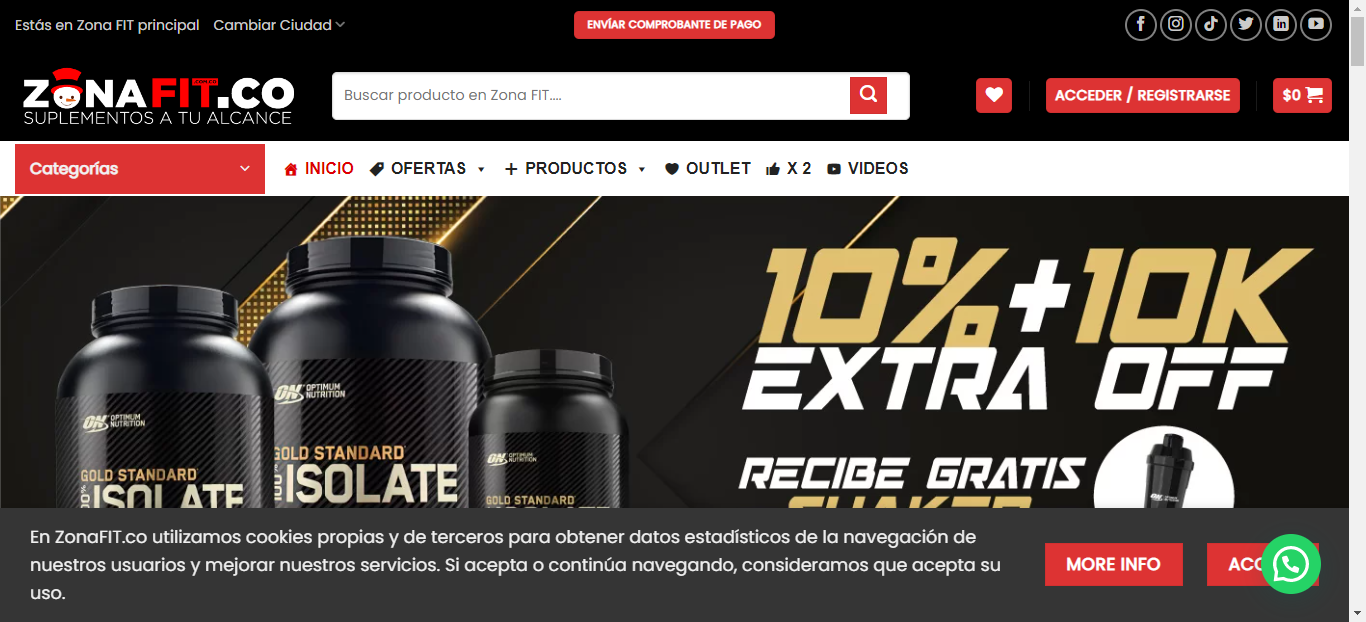 Estás en Zona FIT principal
Cambiar Ciudad
ENVÍAR COMPROBANTE DE PAGO
ZONAFIT.CO
.COM.CO
SUPLEMENTOS A TU ALCANCE
Buscar producto en Zona FIT....
ACCEDER / REGISTRARSE
$0
Categorías
INICIO
OFERTAS
PRODUCTOS
OUTLET
X 2
VIDEOS
10%+10K
EXTRA OFF
RECIBE GRATIS
SHAKER
ON OPTIMUM NUTRITION
GOLD STANDARD
100% ISOLATE
ON OPTIMUM NUTRITION
GOLD STANDARD
100% ISOLATE
ON OPTIMUM NUTRITION
GOLD STANDARD
En ZonaFIT.co utilizamos cookies propias y de terceros para obtener datos estadísticos de la navegación de
nuestros usuarios y mejorar nuestros servicios. Si acepta o continúa navegando, consideramos que acepta su
uso.
MORE INFO
ACC